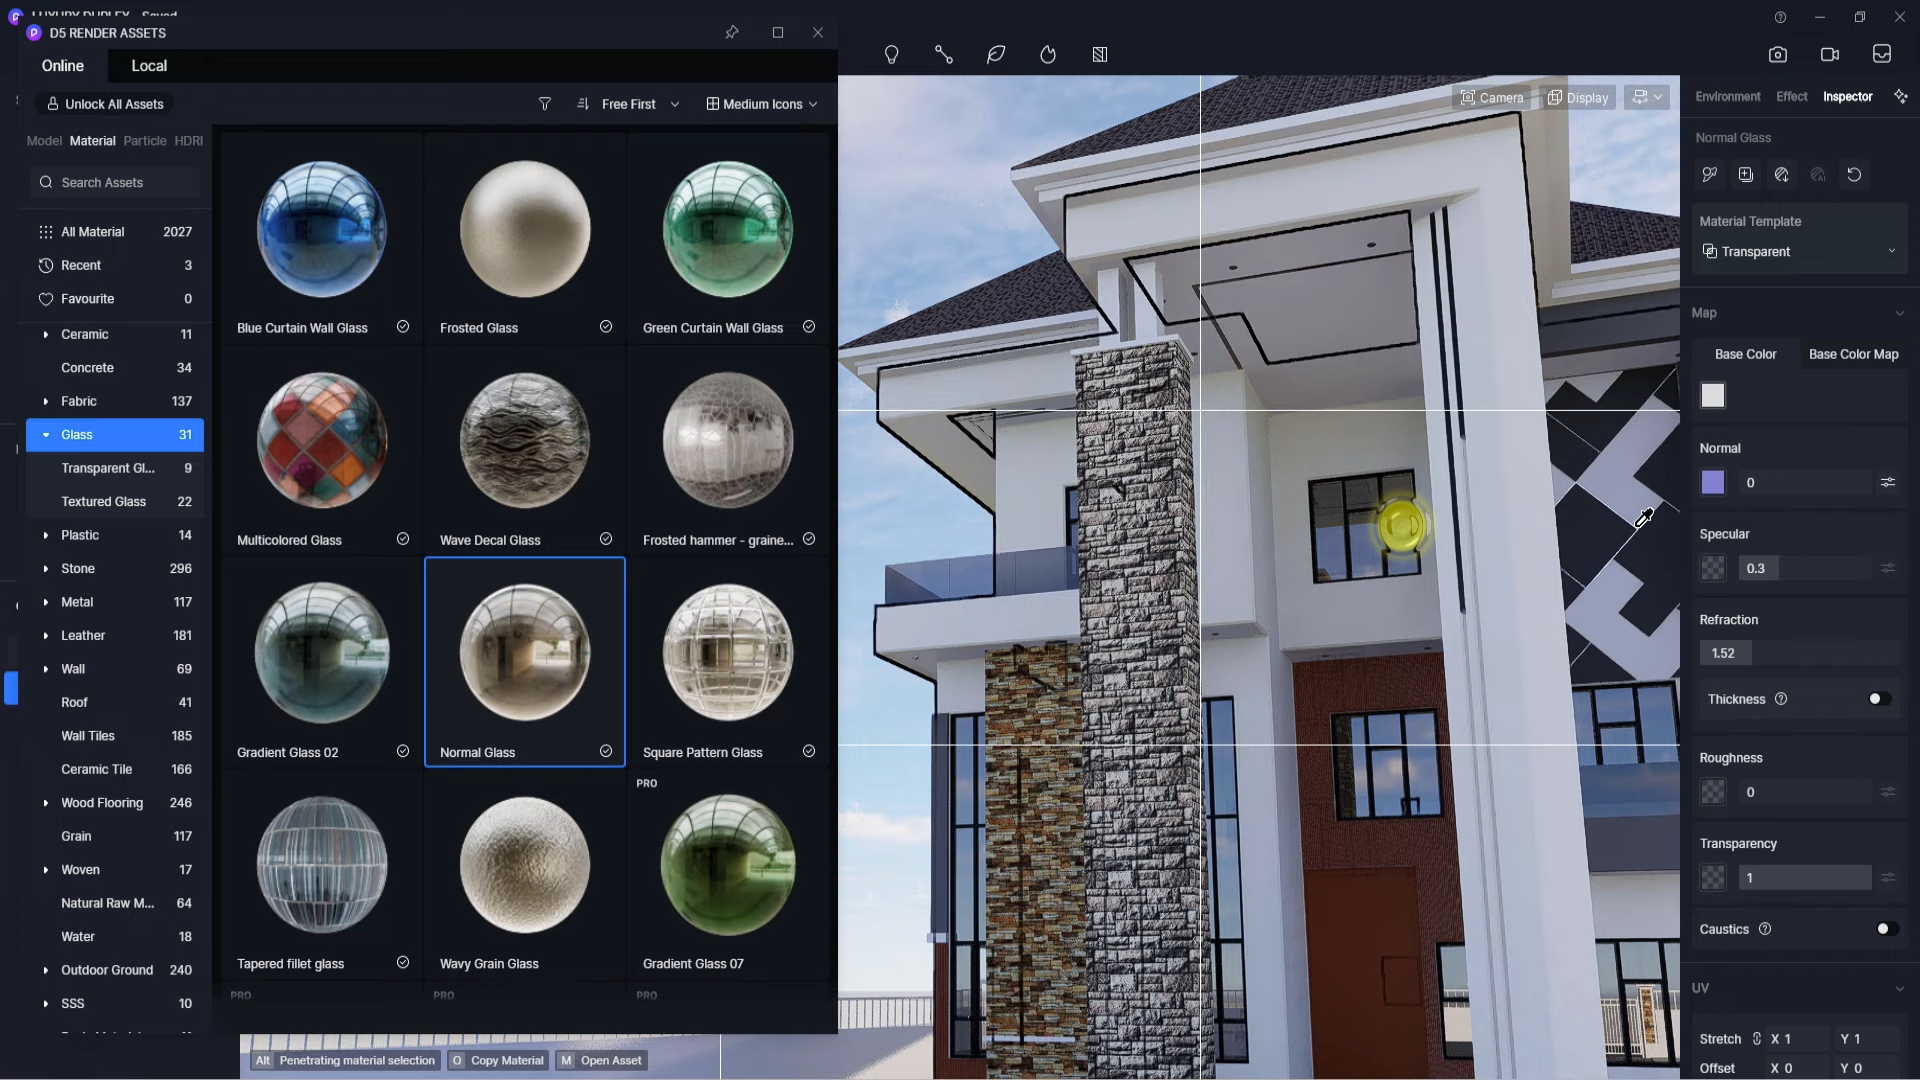 D5 RENDER ASSETS
Online
Local
Unlock All Assets
Free First
Medium Icons
Camera
Display
Environment
Effect
Inspector
Model
Material
Particle
HDRI
Normal Glass
Search Assets
Material Template
Transparent
All Material 2027
Recent 3
Favourite 0
Ceramic 11
Concrete 34
Fabric 137
Glass 31
Transparent Gl... 9
Textured Glass 22
Plastic 14
Stone 296
Metal 117
Leather 181
Wall 69
Roof 41
Wall Tiles 185
Ceramic Tile 166
Wood Flooring 246
Grain 117
Woven 17
Natural Raw M... 64
Water 18
Outdoor Ground 240
SSS 10
Blue Curtain Wall Glass
Frosted Glass
Green Curtain Wall Glass
Multicolored Glass
Wave Decal Glass
Frosted hammer - graine...
Gradient Glass 02
Normal Glass
Square Pattern Glass
PRO
Tapered fillet glass
Wavy Grain Glass
Gradient Glass 07
PRO
PRO
PRO
Alt Penetrating material selection
O Copy Material
M Open Asset
Map
Base Color
Base Color Map
Normal
0
Specular
0.3
Refraction
1.52
Thickness
Roughness
0
Transparency
1
Caustics
UV
Stretch X 1 Y 1
Offset X 0 Y 0